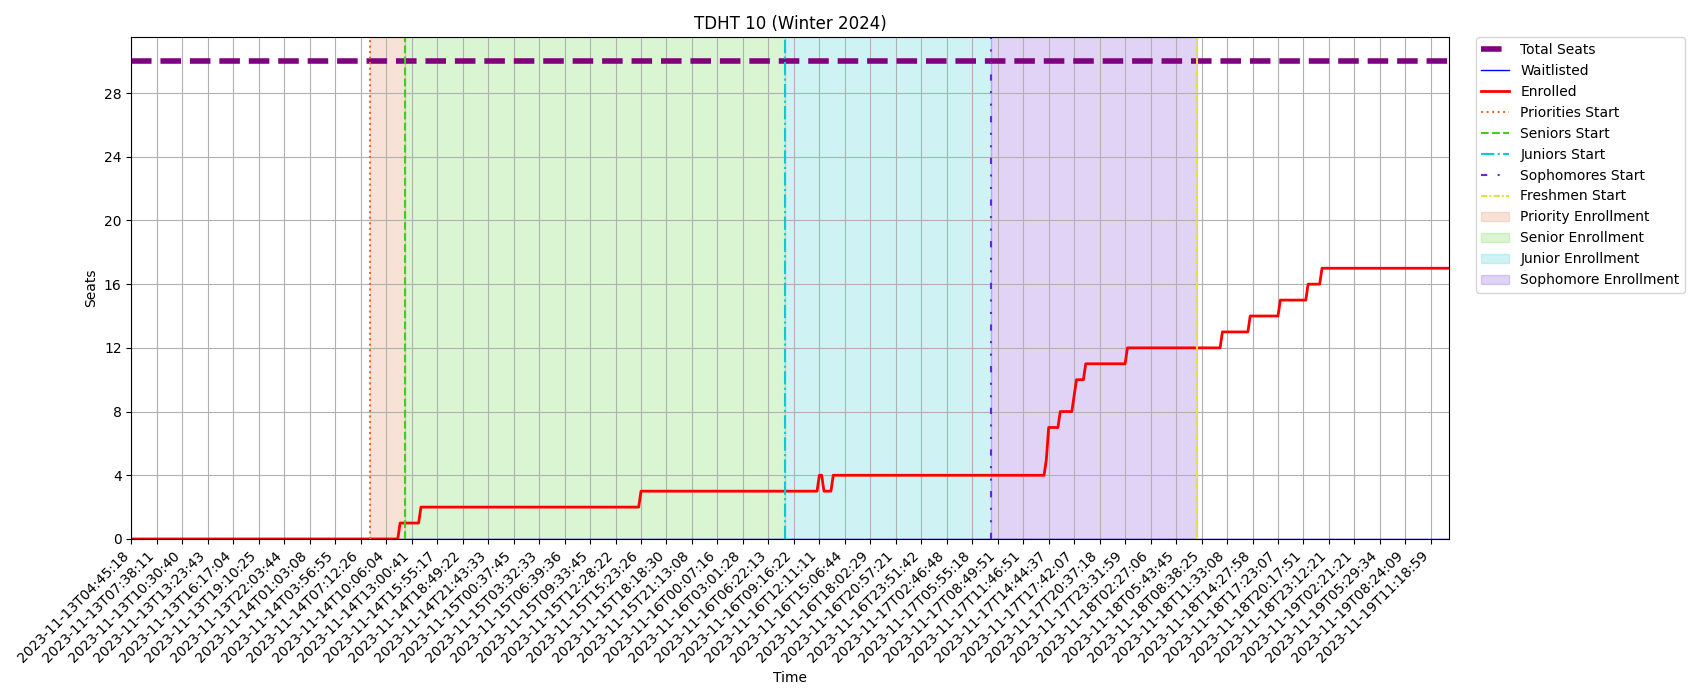 TDHT 10 (Winter 2024)
Total Seats
Waitlisted
Enrolled
Priorities Start
Seniors Start
Juniors Start
Sophomores Start
Freshmen Start
Priority Enrollment
Senior Enrollment
Junior Enrollment
Sophomore Enrollment
Seats
28
24
20
16
12
8
4
0
2023-11-13T04:45:18
2023-11-13T07:38:11
2023-11-13T10:30:40
2023-11-13T13:23:43
2023-11-13T16:17:04
2023-11-13T19:10:25
2023-11-13T22:03:44
2023-11-14T01:03:08
2023-11-14T03:56:55
2023-11-14T07:12:26
2023-11-14T10:06:04
2023-11-14T13:00:41
2023-11-14T15:55:17
2023-11-14T18:49:22
2023-11-14T21:43:33
2023-11-15T00:37:45
2023-11-15T03:32:33
2023-11-15T06:39:36
2023-11-15T09:33:45
2023-11-15T12:28:22
2023-11-15T15:23:26
2023-11-15T18:18:30
2023-11-15T21:13:08
2023-11-16T00:07:16
2023-11-16T03:01:28
2023-11-16T06:22:13
2023-11-16T09:16:22
2023-11-16T12:11:11
2023-11-16T15:06:44
2023-11-16T18:02:29
2023-11-16T20:57:21
2023-11-16T23:51:42
2023-11-17T02:46:48
2023-11-17T05:55:18
2023-11-17T08:49:51
2023-11-17T11:46:51
2023-11-17T14:44:37
2023-11-17T17:42:07
2023-11-17T20:37:18
2023-11-17T23:31:59
2023-11-18T02:27:06
2023-11-18T05:43:45
2023-11-18T08:38:25
2023-11-18T11:33:08
2023-11-18T14:27:58
2023-11-18T17:23:07
2023-11-18T20:17:51
2023-11-18T23:12:21
2023-11-19T02:21:21
2023-11-19T05:29:34
2023-11-19T08:24:09
2023-11-19T11:18:59
Time